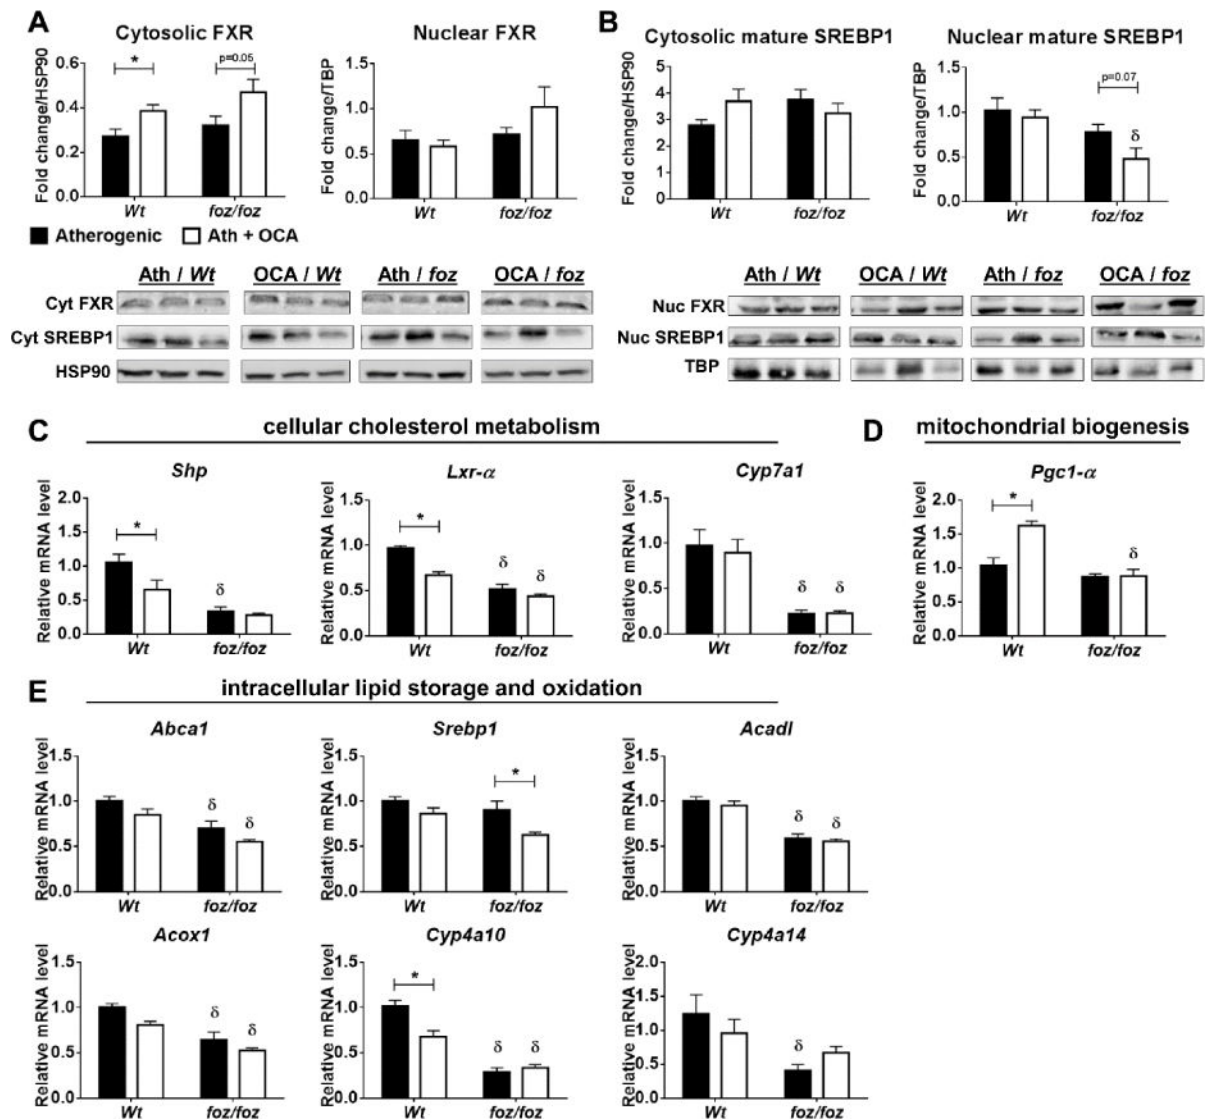 A
Cytosolic FXR
Nuclear FXR
Fold change/HSP90
0.6
0.4
0.2
0.0
*
p=0.05
Wt
foz/foz
Fold change/TBP
1.5
1.0
0.5
0.0
Wt
foz/foz
Atherogenic
Ath + OCA
Ath / Wt
OCA / Wt
Ath / foz
OCA / foz
Cyt FXR
Cyt SREBP1
HSP90
B
Cytosolic mature SREBP1
Nuclear mature SREBP1
Fold change/HSP90
5
4
3
2
1
0
Wt
foz/foz
Fold change/TBP
1.5
1.0
0.5
0.0
p=0.07
δ
Wt
foz/foz
Ath / Wt
OCA / Wt
Ath / foz
OCA / foz
Nuc FXR
Nuc SREBP1
TBP
C
cellular cholesterol metabolism
Shp
Relative mRNA level
2.0
1.5
1.0
0.5
0.0
*
δ
Wt
foz/foz
Lxr-α
Relative mRNA level
1.5
1.0
0.5
0.0
*
δ
δ
Wt
foz/foz
Cyp7a1
Relative mRNA level
1.5
1.0
0.5
0.0
δ
δ
Wt
foz/foz
D
mitochondrial biogenesis
Pgc1-α
Relative mRNA level
2.0
1.5
1.0
0.5
0.0
*
δ
Wt
foz/foz
E
intracellular lipid storage and oxidation
Abca1
Relative mRNA level
1.5
1.0
0.5
0.0
δ
δ
Wt
foz/foz
Srebp1
Relative mRNA level
1.5
1.0
0.5
0.0
*
Wt
foz/foz
Acadl
Relative mRNA level
1.5
1.0
0.5
0.0
δ
δ
Wt
foz/foz
Acox1
Relative mRNA level
1.5
1.0
0.5
0.0
δ
δ
Wt
foz/foz
Cyp4a10
Relative mRNA level
1.5
1.0
0.5
0.0
*
δ
δ
Wt
foz/foz
Cyp4a14
Relative mRNA level
2.0
1.5
1.0
0.5
0.0
δ
Wt
foz/foz